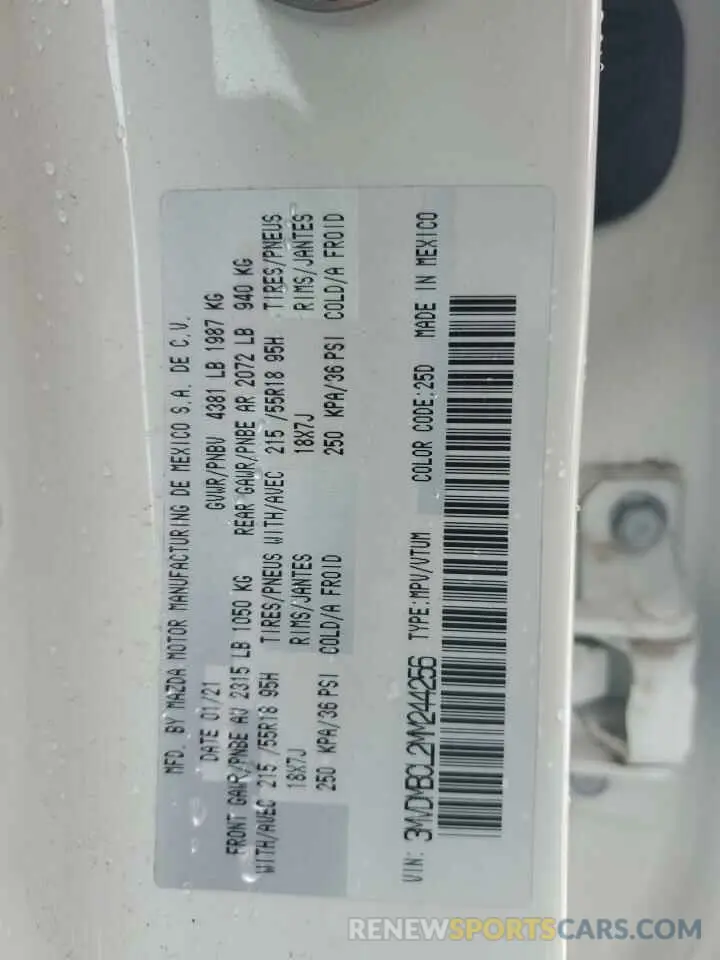 MFD. BY MAZDA MOTOR MANUFACTURING DE MEXICO S.A. DE C.V.
DATE 01/21 GVWR/PNBV 4381 LB 1987 KG
FRONT GAWR/PNBE AV 2315 LB 1050 KG REAR GAWR/PNBE AR 2072 LB 940 KG
WITH/AVEC 215 /55R18 95H TIRES/PNEUS WITH/AVEC 215 /55R18 95H TIRES/PNEUS
18X7J RIMS/JANTES 18X7J RIMS/JANTES
250 KPA/36 PSI COLD/A FROID 250 KPA/36 PSI COLD/A FROID
VIN: 3MVDMBCL2MM244256 TYPE:MPV/VTUM COLOR CODE:25D MADE IN MEXICO
RENEWSPORTSCARS.COM